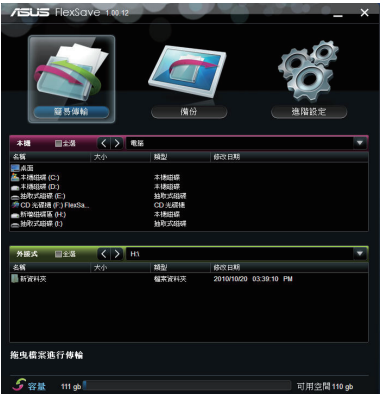 ASUS FlexSave 1.00.12
簡易傳輸 備份 進階設定
本機 全選 電腦
名稱 大小 類型 修改日期
桌面
本機磁碟 (C:) 本機磁碟
本機磁碟 (D:) 本機磁碟
抽取式磁碟 (E:) 抽取式磁碟
CD 光碟機 (F:) FlexSa... CD 光碟機
新增磁碟區 (H:) 本機磁碟
抽取式磁碟 (I:) 抽取式磁碟
外接式 全選 H:\
名稱 大小 類型 修改日期
新資料夾 檔案資料夾 2010/10/20 03:39:10 PM
拖曳檔案進行傳輸
容量 111 gb 可用空間 110 gb